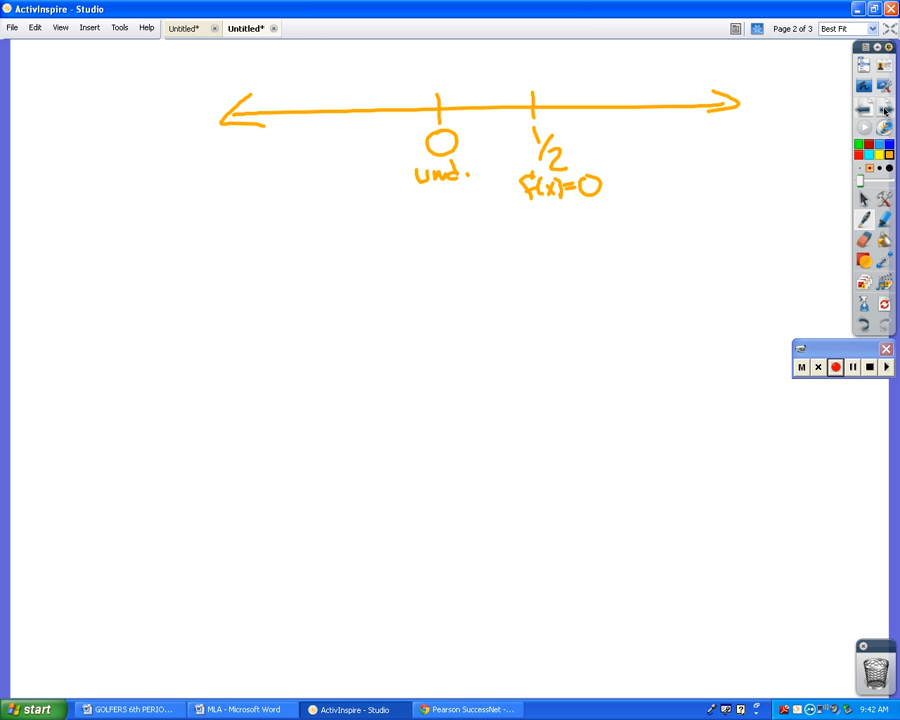 ActivInspire - Studio
File Edit View Insert Tools Help Untitled* Untitled* Page 2 of 3 Best Fit
0 1/2
und. f(x)=0
M
start GOLFERS 6th PERIO... MLA - Microsoft Word ActivInspire - Studio Pearson SuccessNet -... 9:42 AM